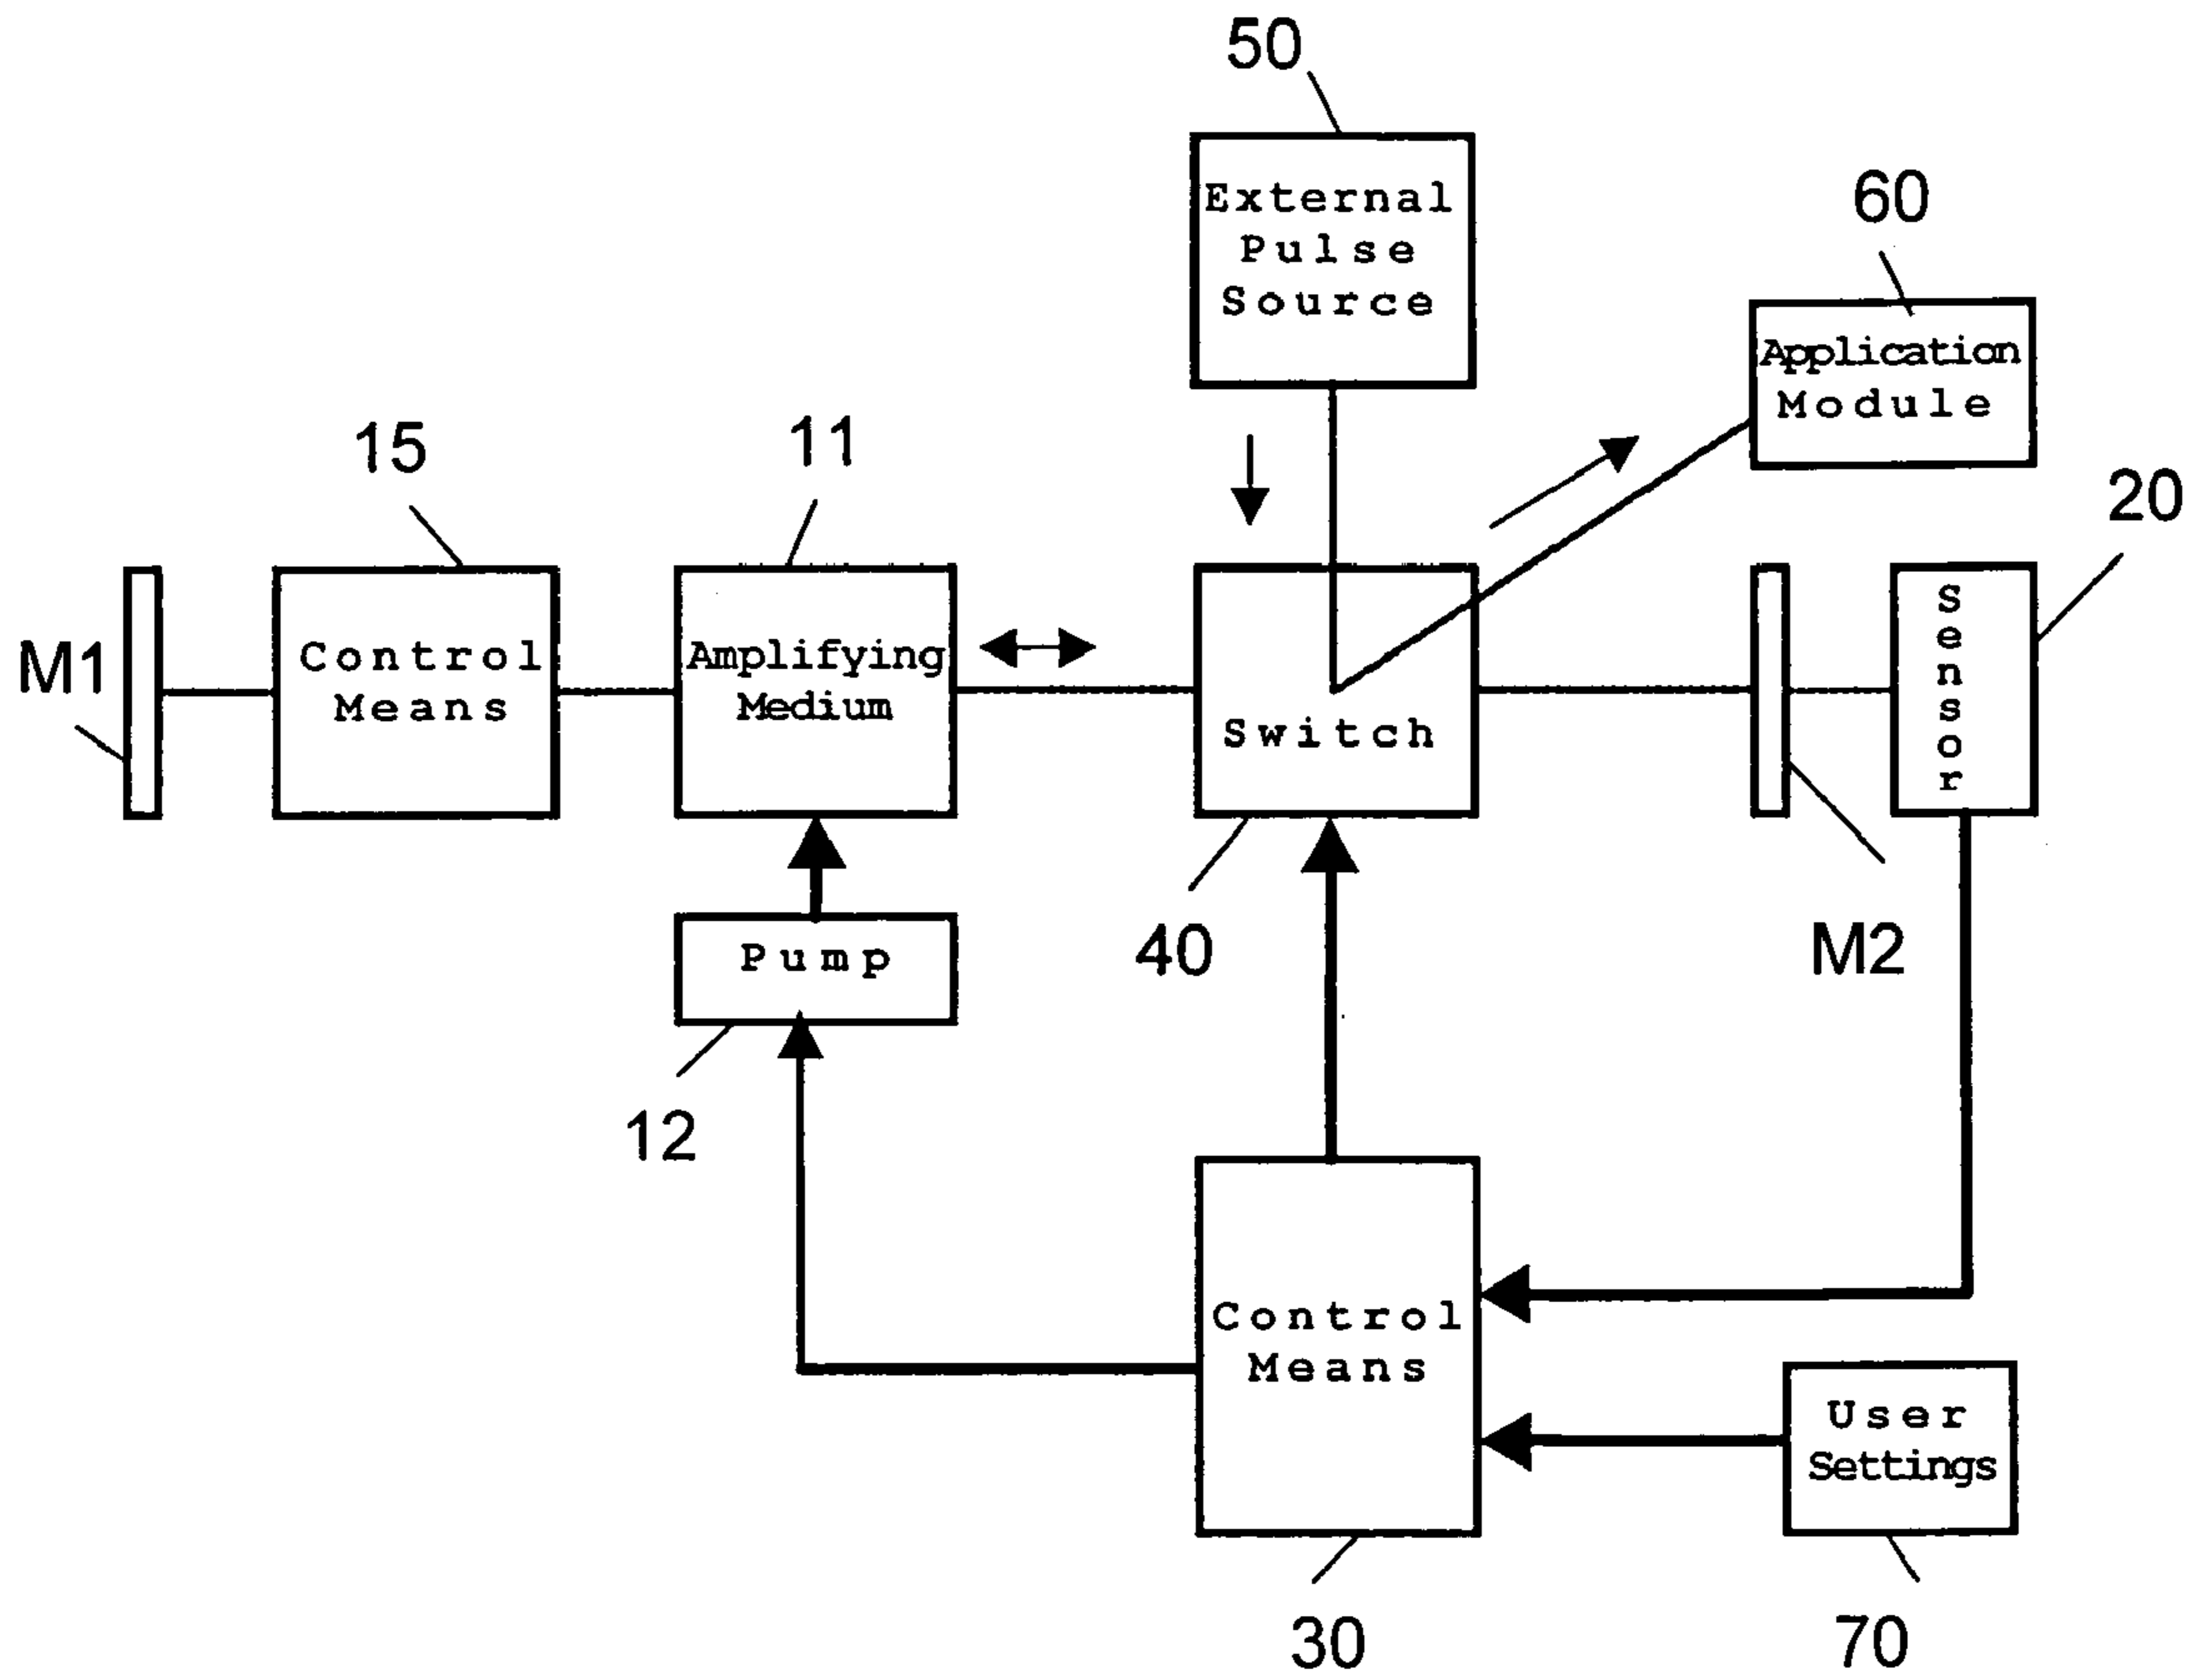 50
External
Pulse
Source
60
Application
Module
15
11
20
M1
Control
Means
Amplifying
Medium
Switch
Sensor
Pump
40
M2
12
Control
Means
User
Settings
30
70